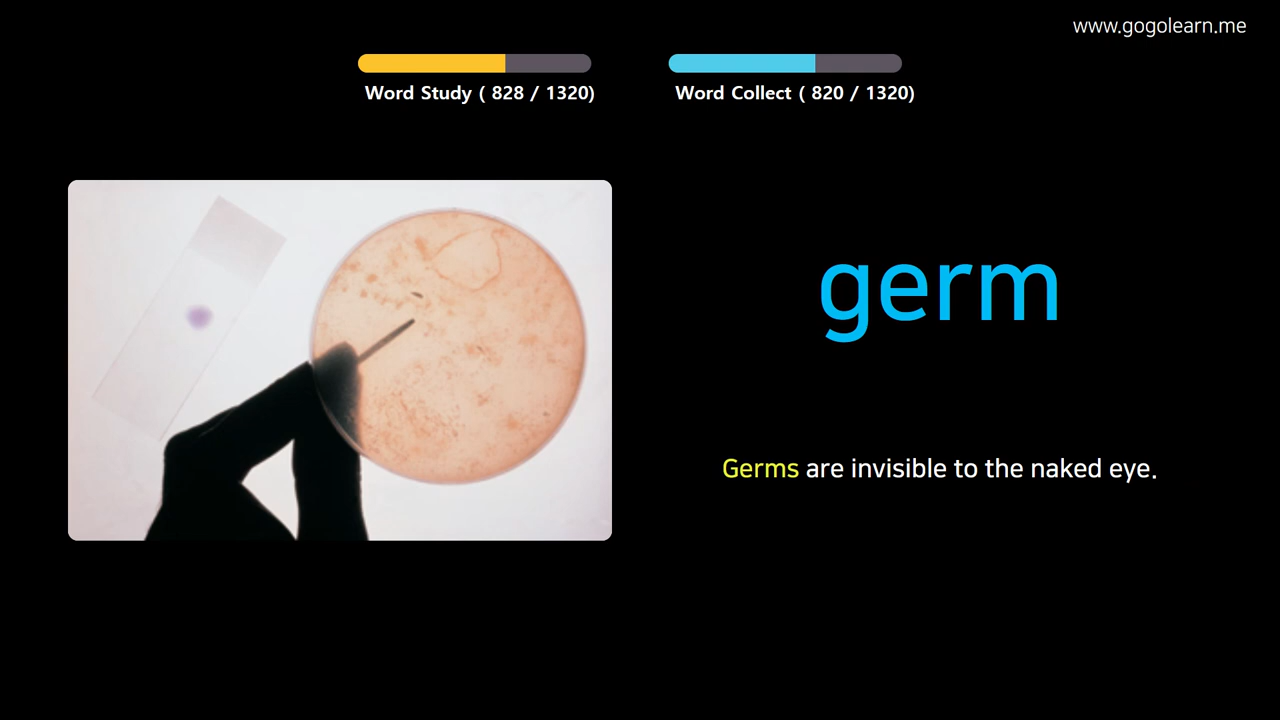 www.gogolearn.me
Word Study ( 828 / 1320)
Word Collect ( 820 / 1320)
germ
Germs are invisible to the naked eye.